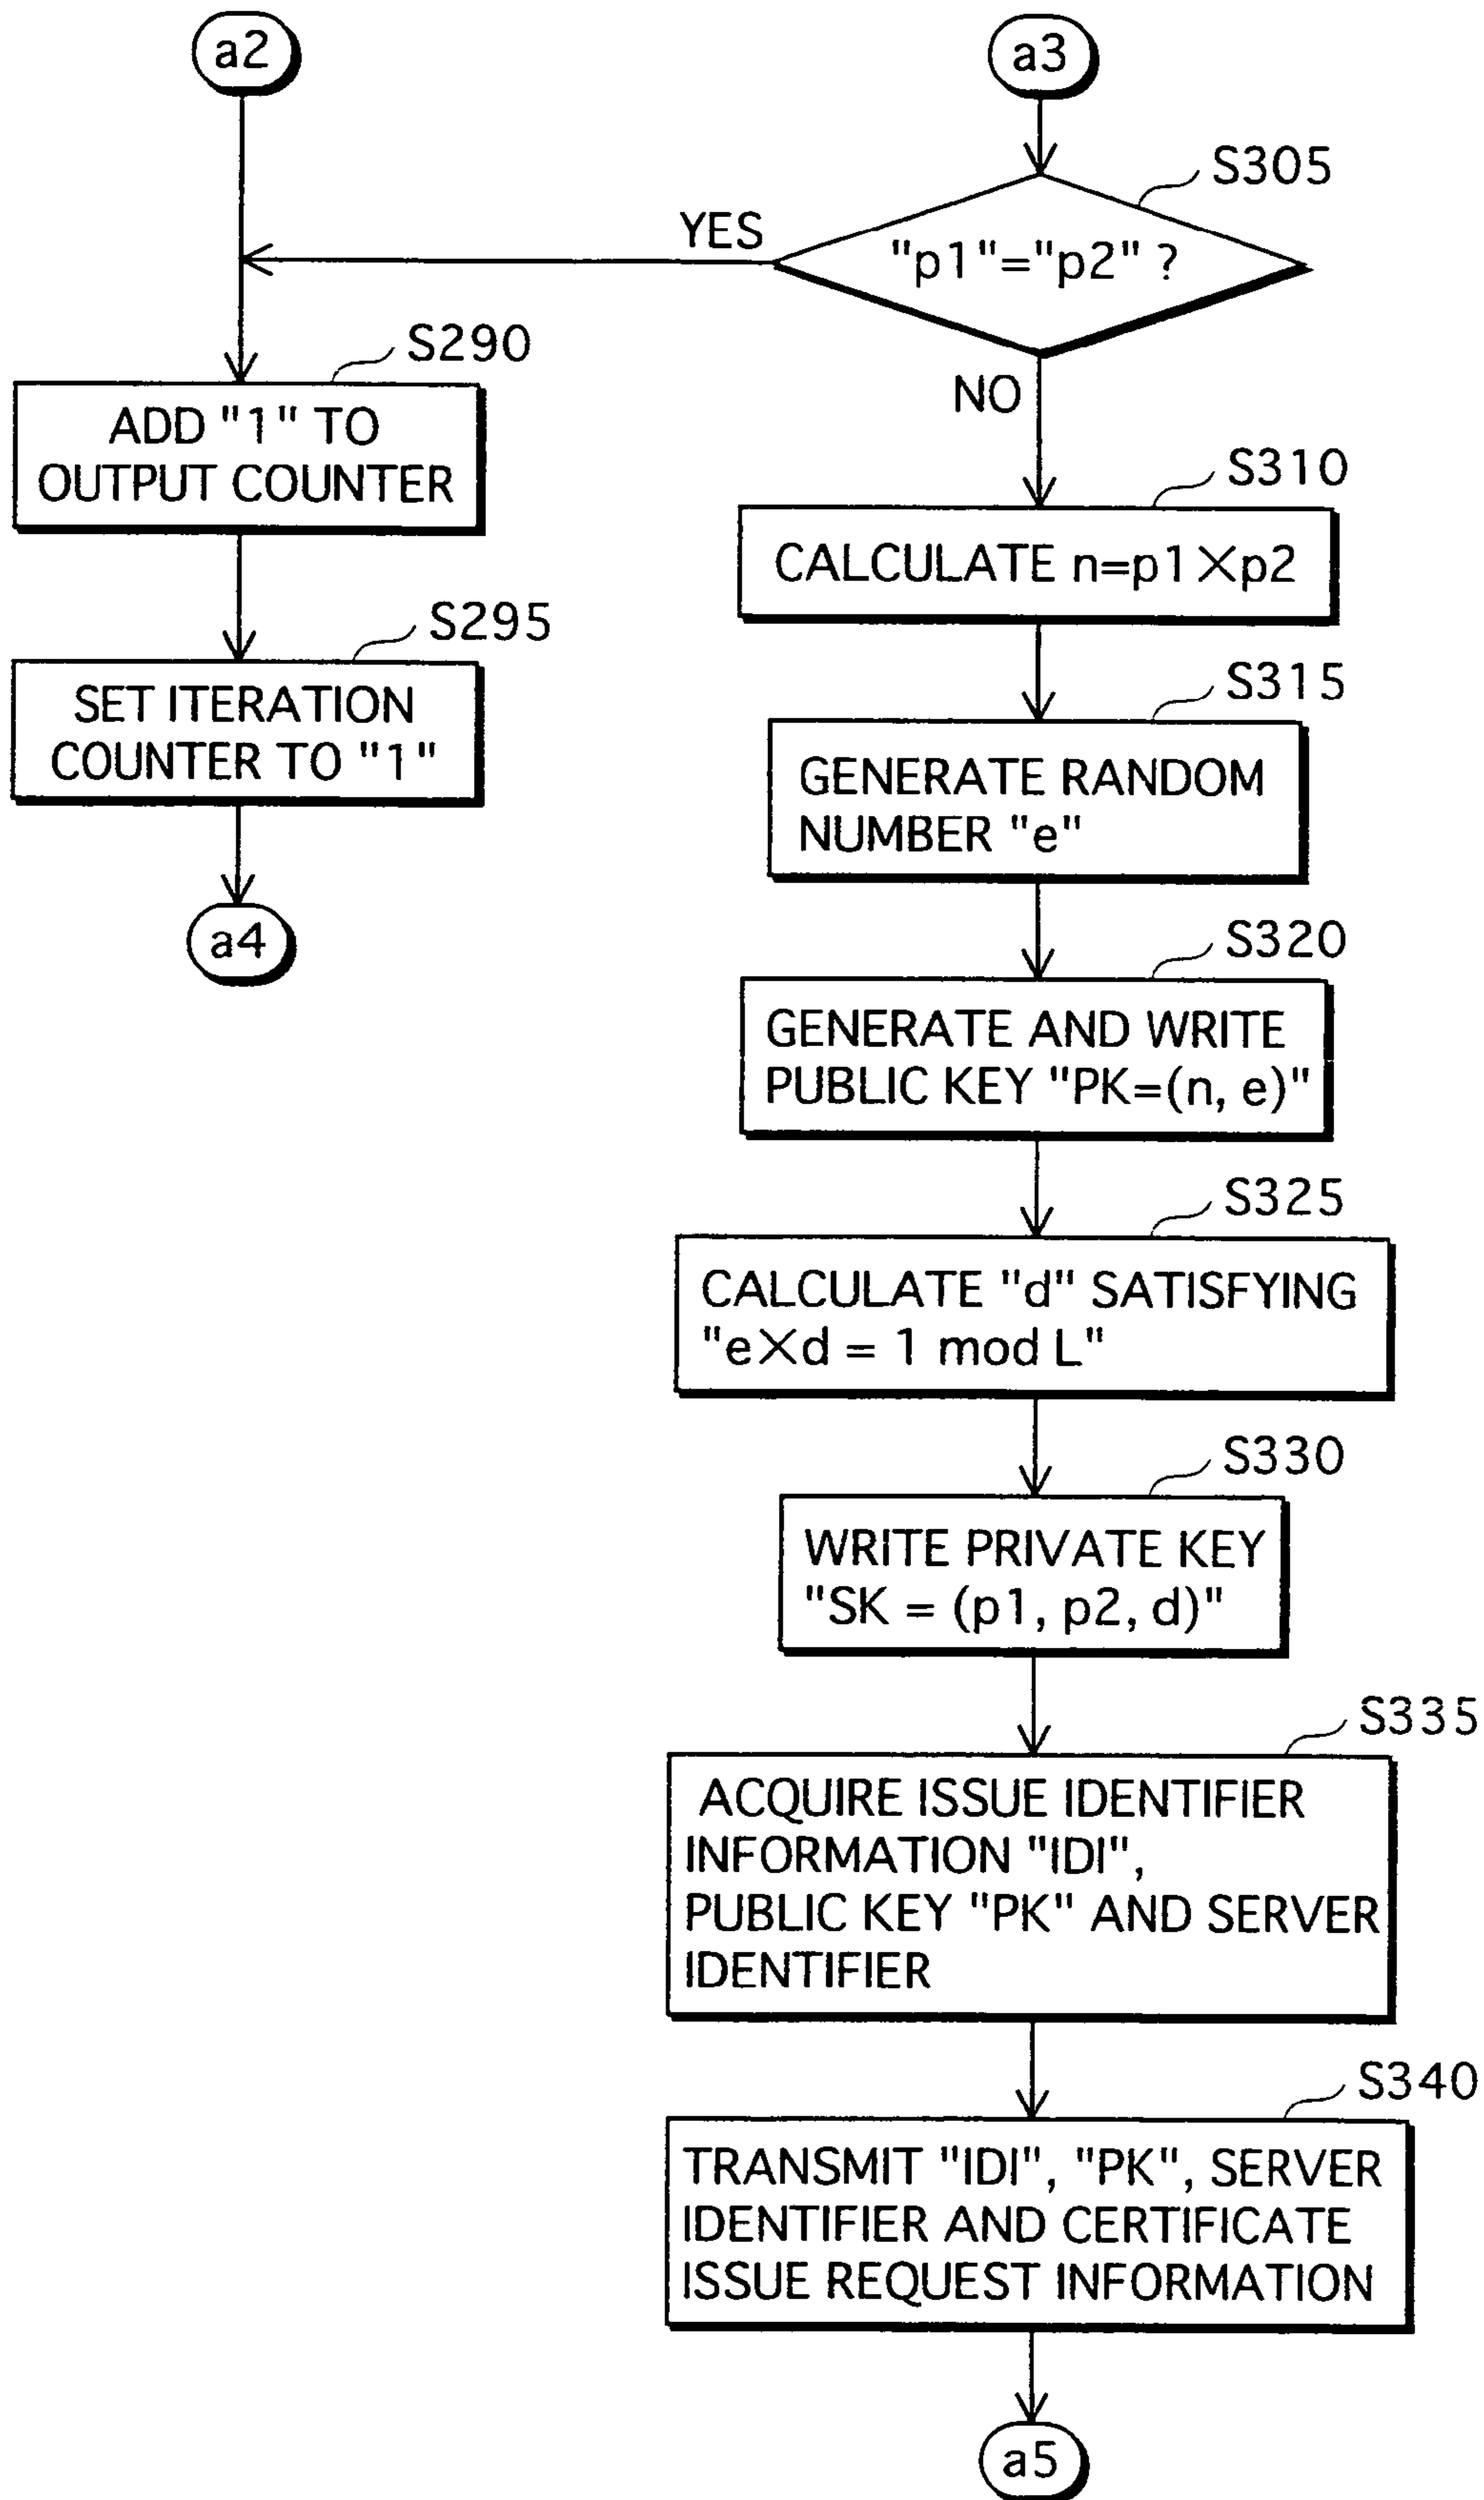 a2
a3
S305
YES
"p1"="p2" ?
S290
NO
ADD "1" TO
OUTPUT COUNTER
S310
CALCULATE n=p1×p2
S295
SET ITERATION
COUNTER TO "1"
S315
GENERATE RANDOM
NUMBER "e"
a4
S320
GENERATE AND WRITE
PUBLIC KEY "PK=(n, e)"
S325
CALCULATE "d" SATISFYING
"e×d = 1 mod L"
S330
WRITE PRIVATE KEY
"SK = (p1, p2, d)"
S335
ACQUIRE ISSUE IDENTIFIER
INFORMATION "IDI",
PUBLIC KEY "PK" AND SERVER
IDENTIFIER
S340
TRANSMIT "IDI", "PK", SERVER
IDENTIFIER AND CERTIFICATE
ISSUE REQUEST INFORMATION
a5